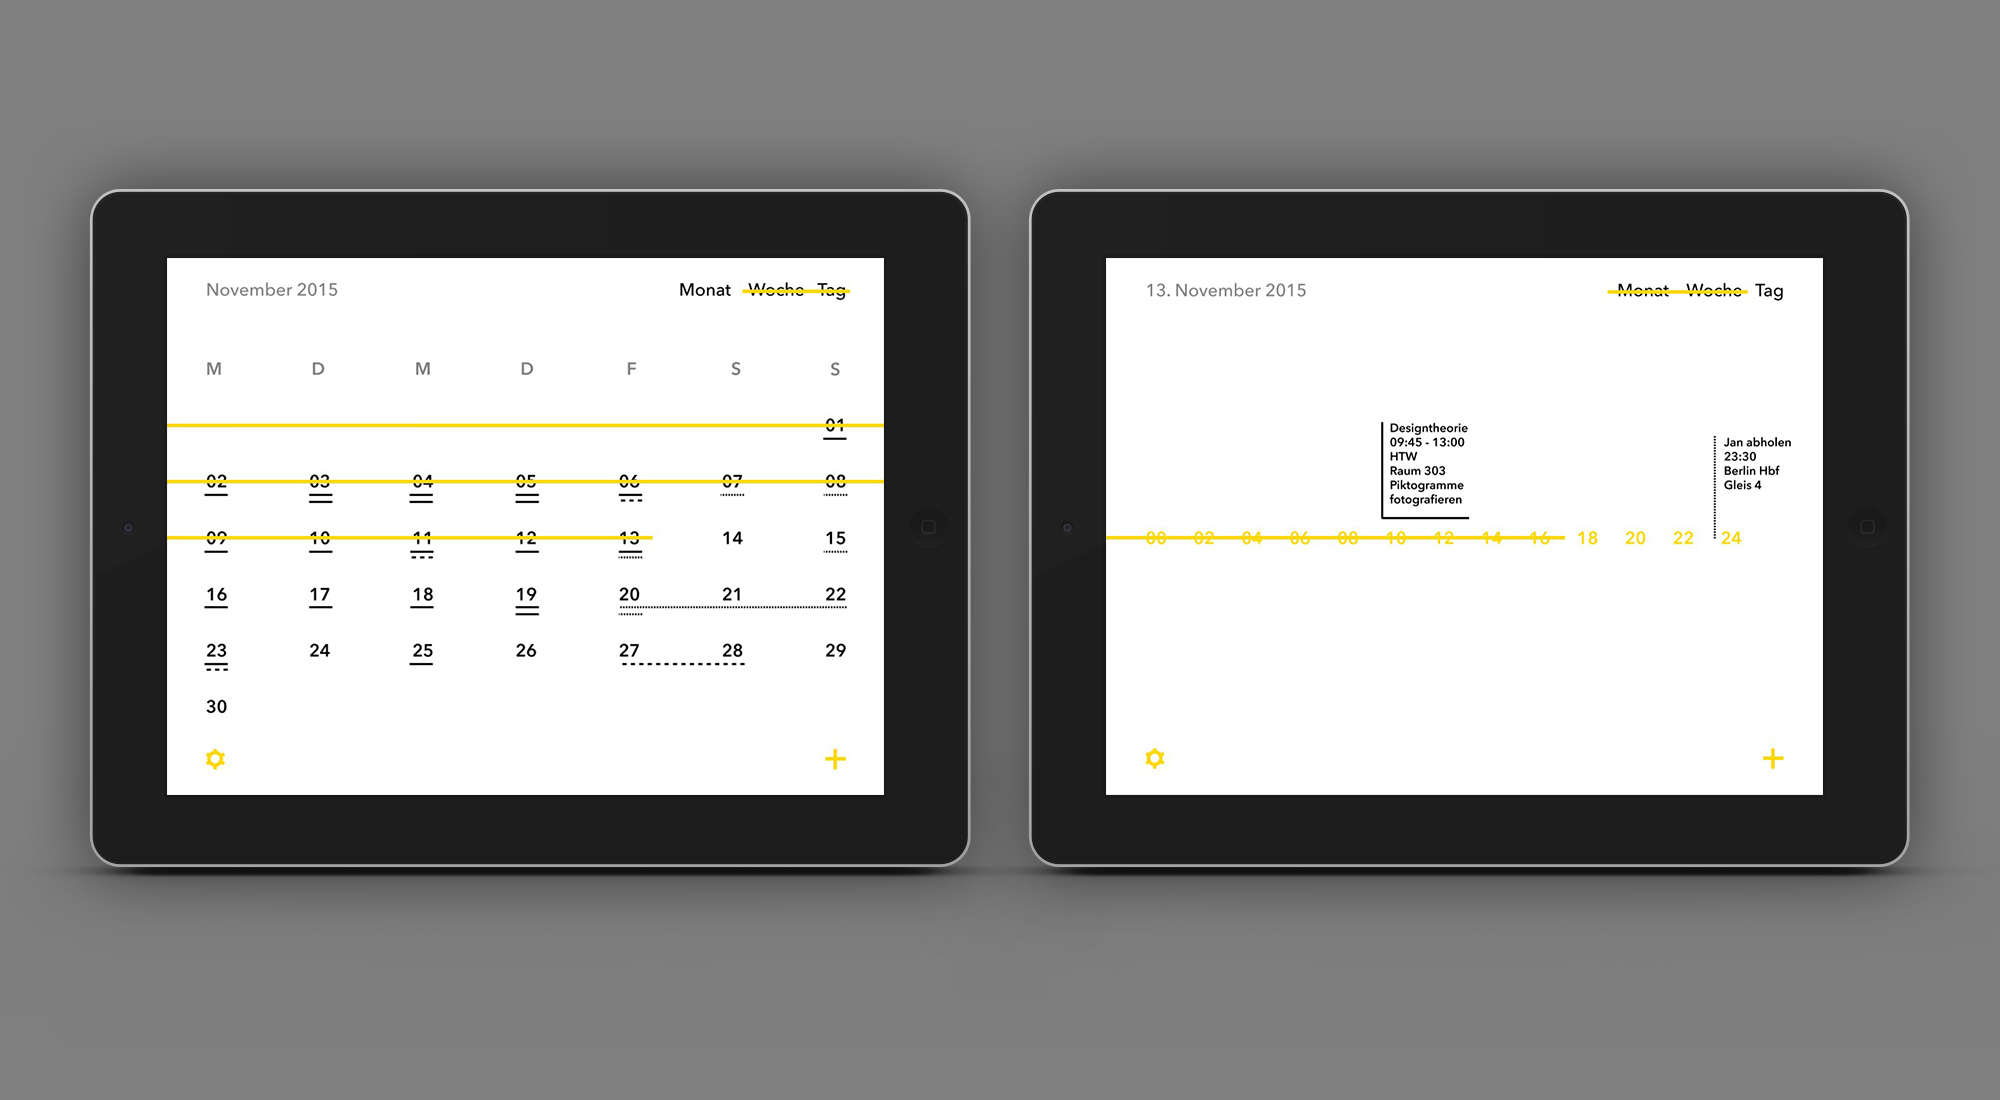 November 2015
Monat Woche Tag
M D M D F S S
01
02 03 04 05 06 07 08
09 10 11 12 13 14 15
16 17 18 19 20 21 22
23 24 25 26 27 28 29
30
13. November 2015
Monat Woche Tag
Designtheorie
09:45 - 13:00
HTW
Raum 303
Piktogramme
fotografieren
Jan abholen
23:30
Berlin Hbf
Gleis 4
00 02 04 06 08 10 12 14 16 18 20 22 24